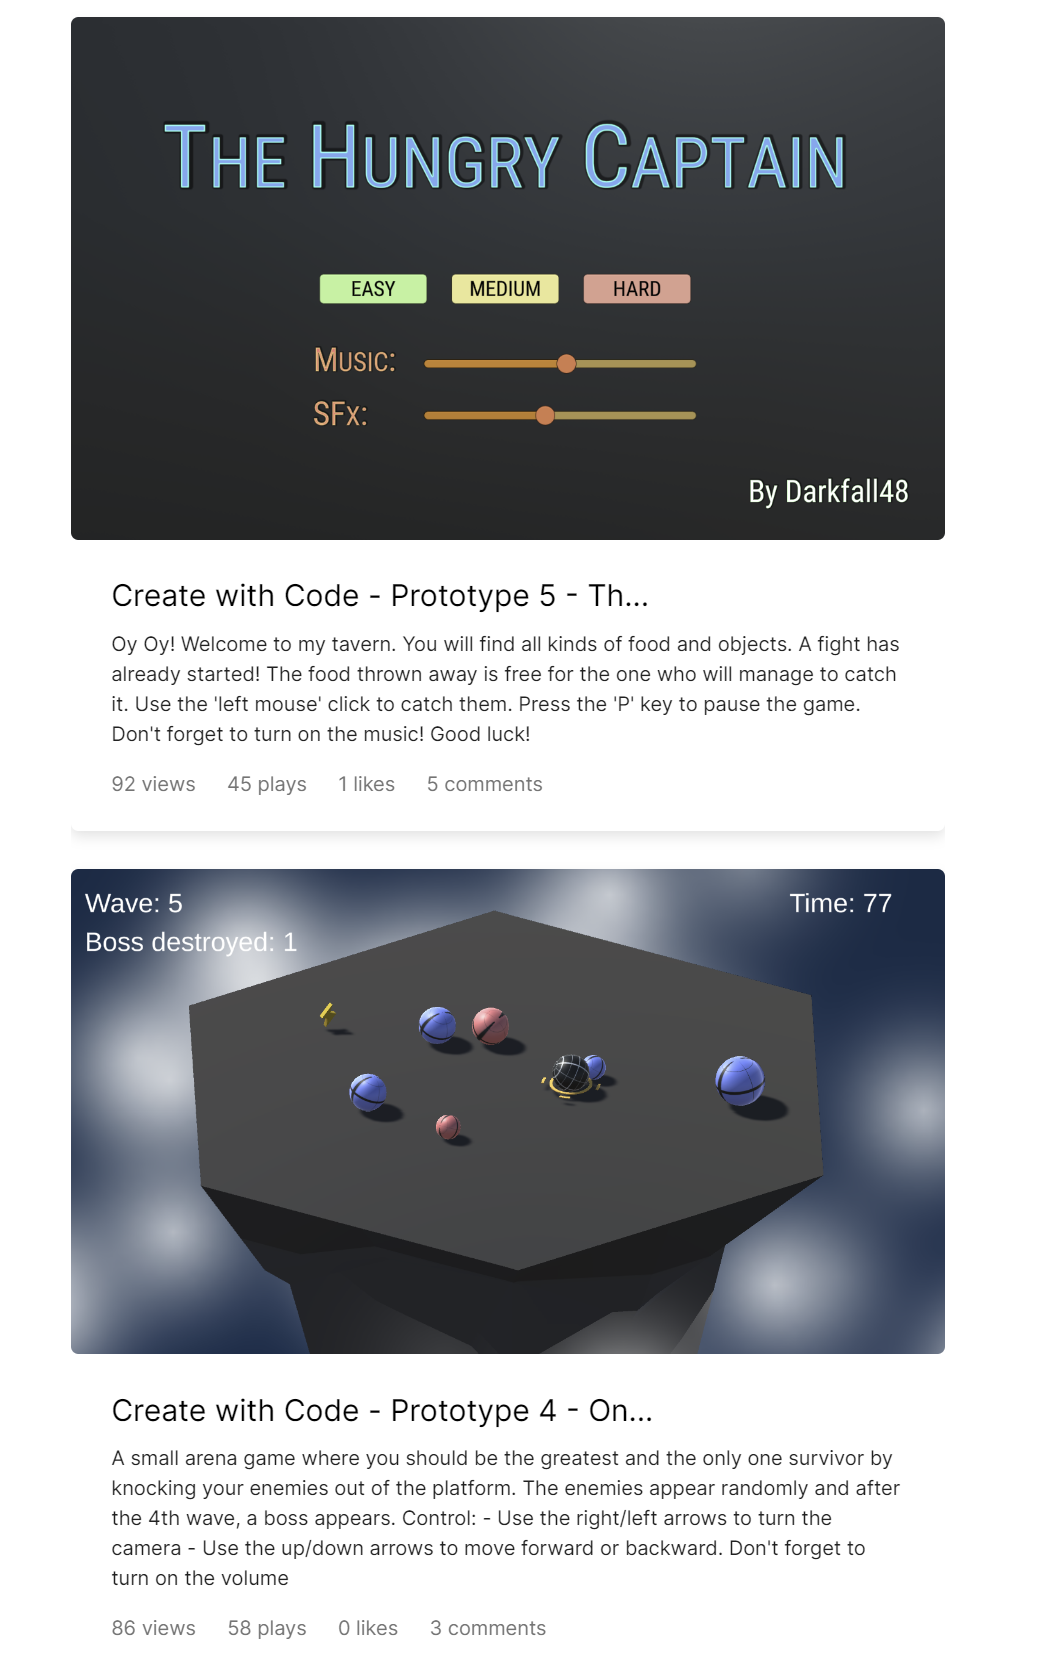 The Hungry Captain
EASY MEDIUM HARD
Music:
SFx:
By Darkfall48
Create with Code - Prototype 5 - Th...
Oy Oy! Welcome to my tavern. You will find all kinds of food and objects. A fight has
already started! The food thrown away is free for the one who will manage to catch
it. Use the 'left mouse' click to catch them. Press the 'P' key to pause the game.
Don't forget to turn on the music! Good luck!
92 views 45 plays 1 likes 5 comments
Wave: 5 Time: 77
Boss destroyed: 1
Create with Code - Prototype 4 - On...
A small arena game where you should be the greatest and the only one survivor by
knocking your enemies out of the platform. The enemies appear randomly and after
the 4th wave, a boss appears. Control: - Use the right/left arrows to turn the
camera - Use the up/down arrows to move forward or backward. Don't forget to
turn on the volume
86 views 58 plays 0 likes 3 comments